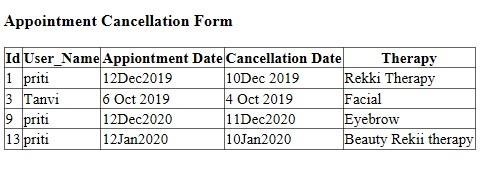 Appointment Cancellation Form
Id User_Name Appiontment Date Cancellation Date Therapy
1 priti 12Dec2019 10Dec 2019 Rekki Therapy
3 Tanvi 6 Oct 2019 4 Oct 2019 Facial
9 priti 12Dec2020 11Dec2020 Eyebrow
13 priti 12Jan2020 10Jan2020 Beauty Rekii therapy